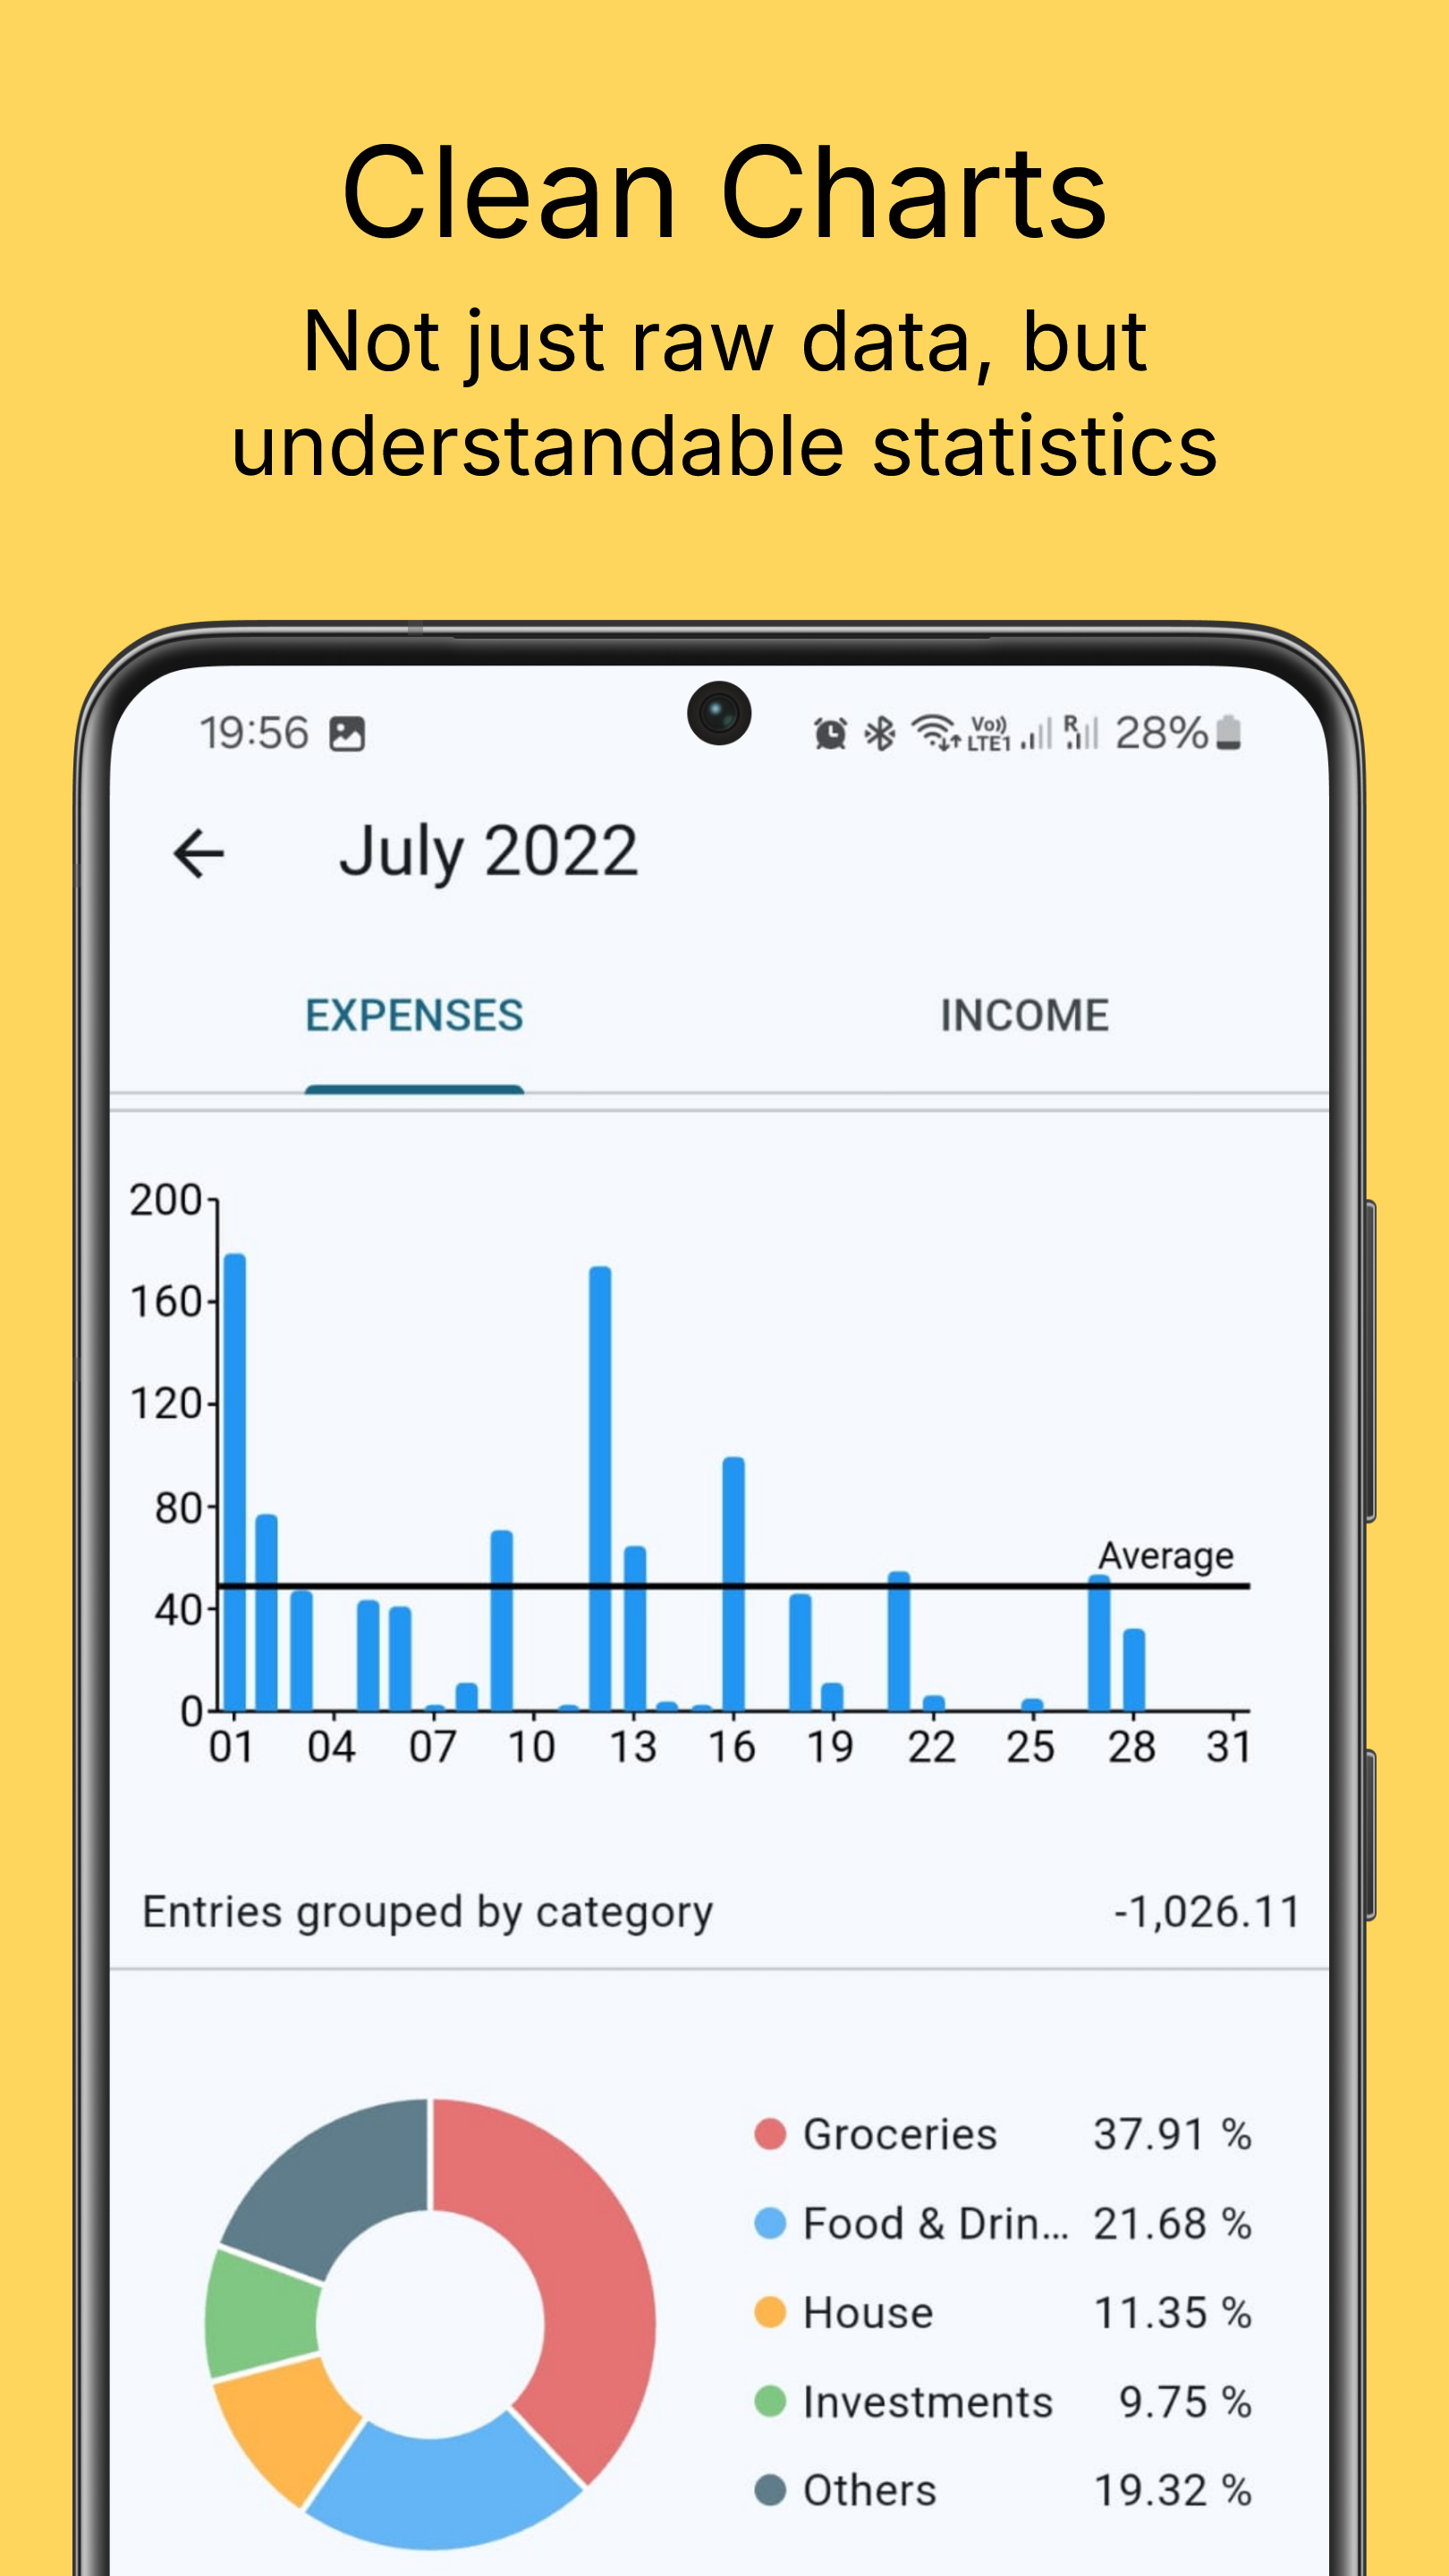 Clean Charts
Not just raw data, but
understandable statistics
19:56 Vo)) LTE1 R 28%
July 2022
EXPENSES INCOME
200
160
120
80
Average
40
0
01 04 07 10 13 16 19 22 25 28 31
Entries grouped by category -1,026.11
Groceries 37.91 %
Food & Drin... 21.68 %
House 11.35 %
Investments 9.75 %
Others 19.32 %